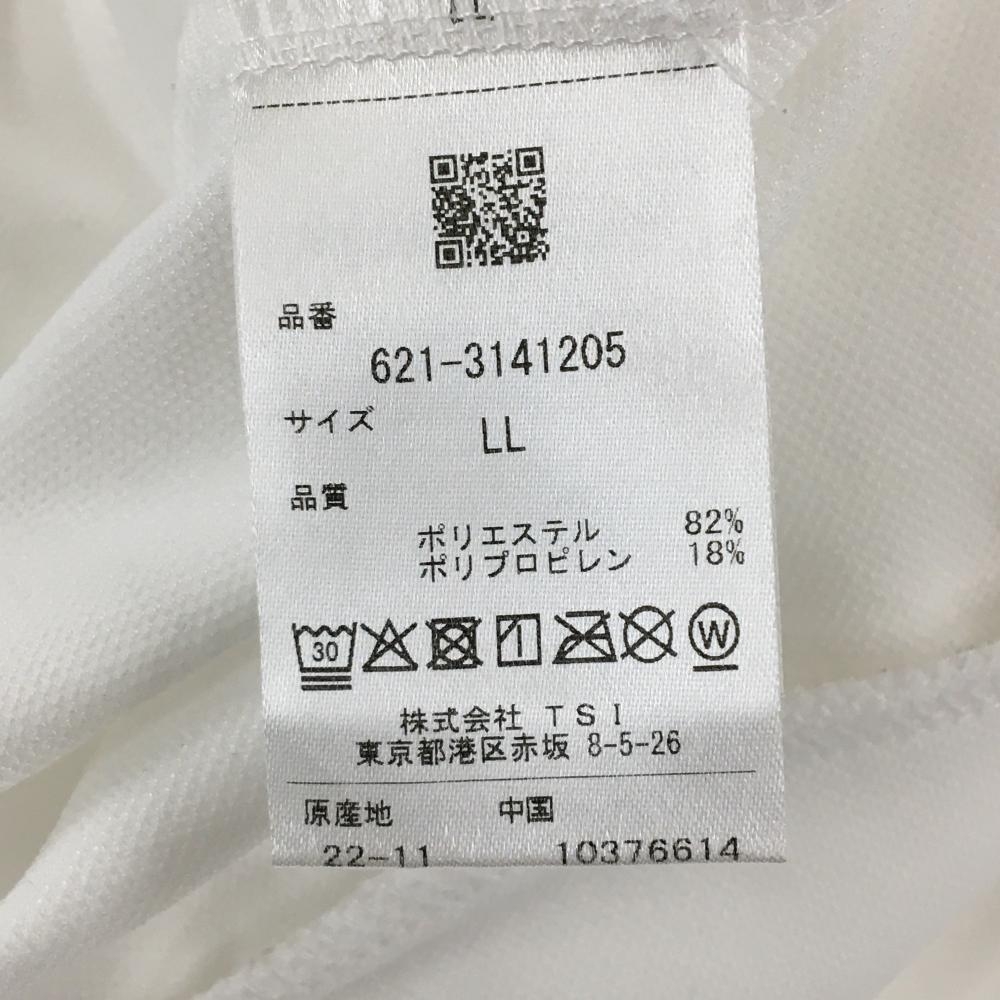 品番
621-3141205
サイズ LL
品質
ポリエステル 82%
ポリプロピレン 18%
30 W
株式会社 TSI
東京都港区赤坂 8-5-26
原産地 中国
22-11 10376614